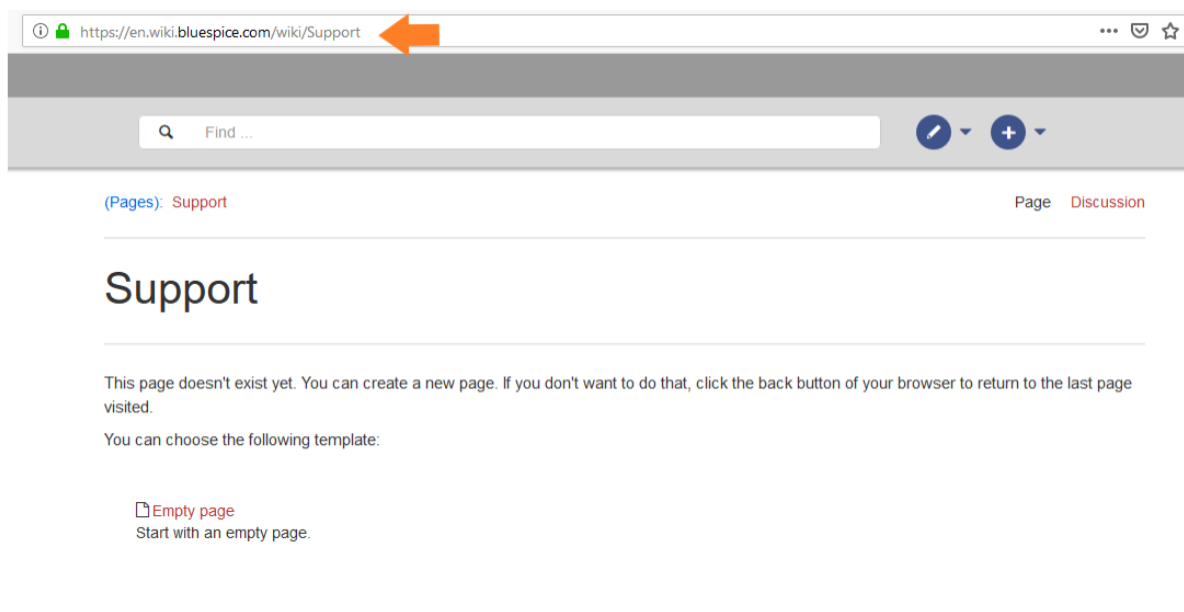 https://en.wiki.bluespice.com/wiki/Support
Find ...
(Pages): Support
Page Discussion
Support
This page doesn't exist yet. You can create a new page. If you don't want to do that, click the back button of your browser to return to the last page
visited.
You can choose the following template:
Empty page
Start with an empty page.